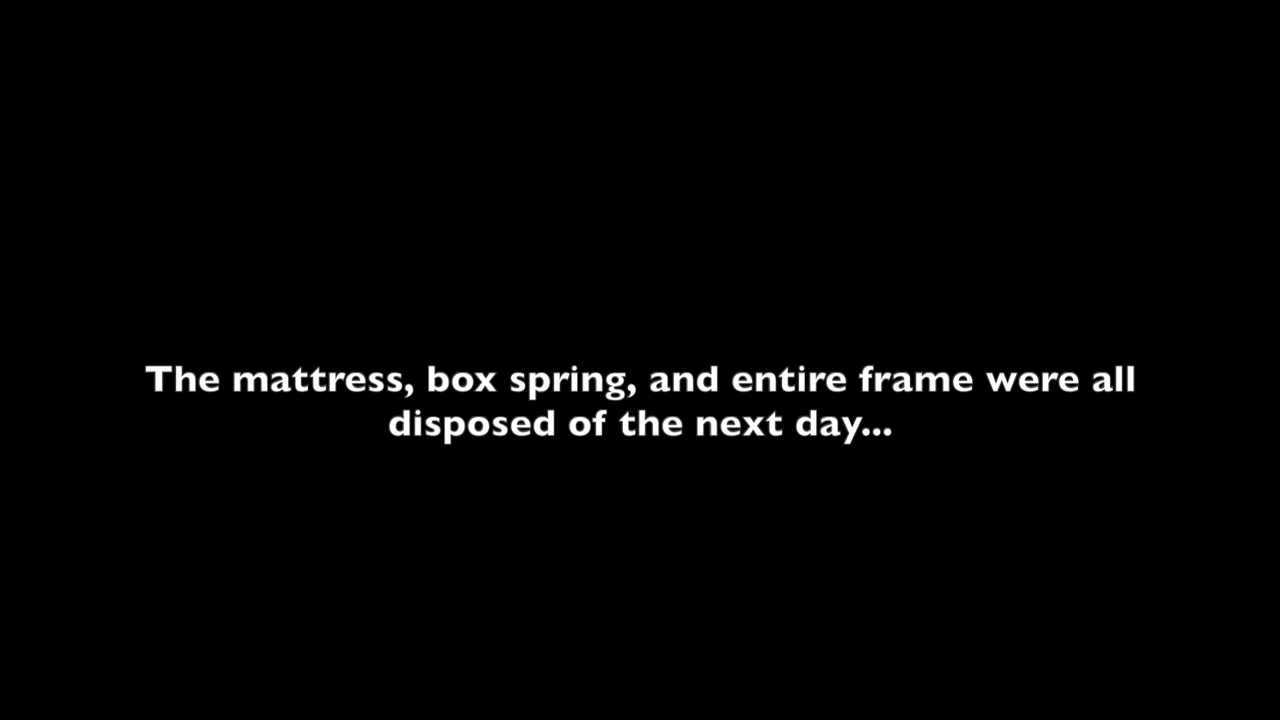 The mattress, box spring, and entire frame were all
disposed of the next day...